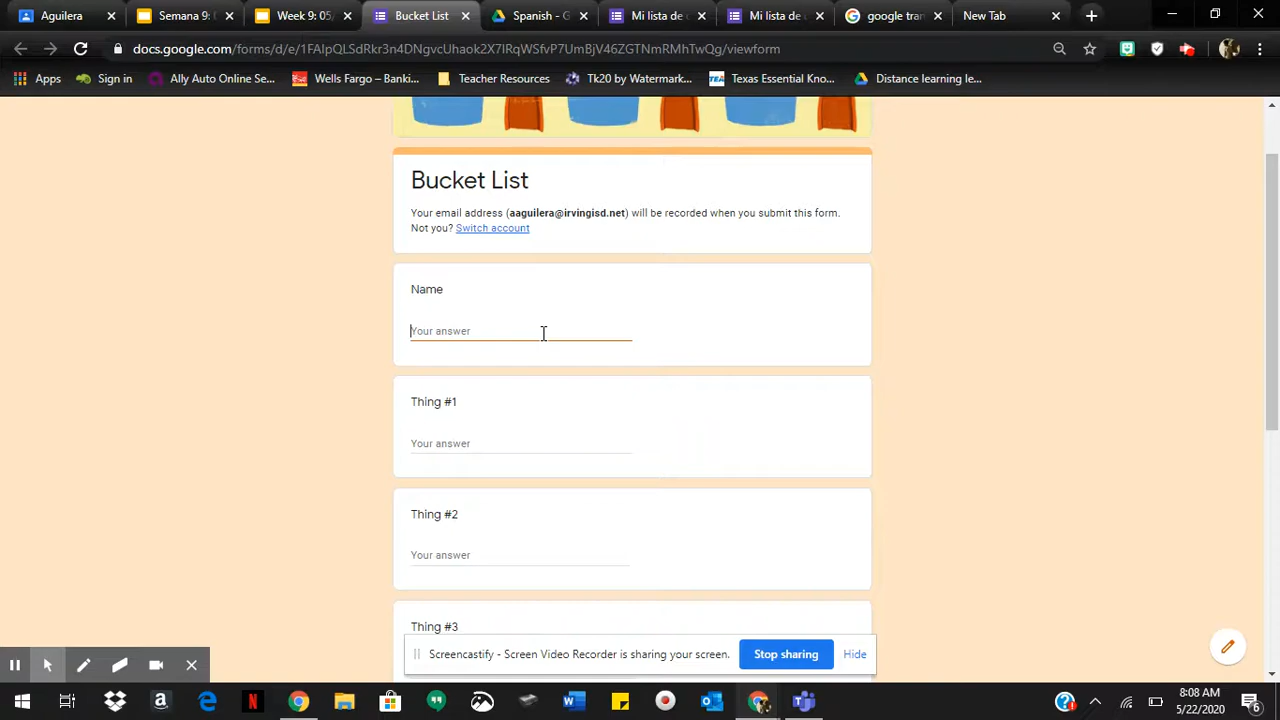 Aguilera
Semana 9: 
Week 9: 05/
Bucket List
Spanish - G
Mi lista de
Mi lista de
google tran
New Tab
docs.google.com/forms/d/e/1FAIpQLSdRkr3n4DNgvcUhaok2X7IRqWSfvP7UmBjV46ZGTNmRMhTwQg/viewform
Apps
Sign in
Ally Auto Online Se...
Wells Fargo – Banki...
Teacher Resources
Tk20 by Watermark...
TEA
Texas Essential Kno...
Distance learning le...
Bucket List
Your email address (aaguilera@irvingisd.net) will be recorded when you submit this form.
Not you? Switch account
Name
Your answer
Thing #1
Your answer
Thing #2
Your answer
Thing #3
Screencastify - Screen Video Recorder is sharing your screen.
Stop sharing
Hide
8:08 AM
5/22/2020
6